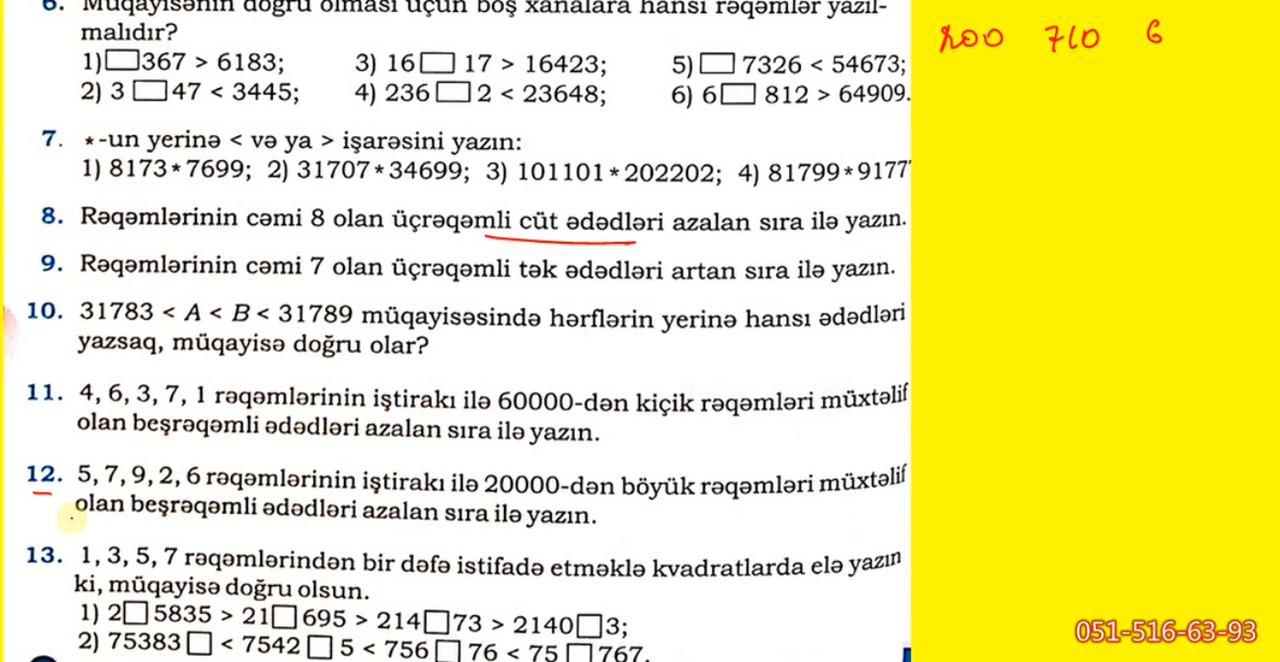 6. Müqayisənin doğru olması üçün boş xanalara hansı rəqəmlər yazıl-
malıdır?
1)□367 > 6183; 3) 16□ 17 > 16423; 5) □ 7326 < 54673;
2) 3 □47 < 3445; 4) 236□2 < 23648; 6) 6□ 812 > 64909.
7. *-un yerinə < və ya > işarəsini yazın:
1) 8173*7699; 2) 31707*34699; 3) 101101*202202; 4) 81799*9177
8. Rəqəmlərinin cəmi 8 olan üçrəqəmli cüt ədədləri azalan sıra ilə yazın.
9. Rəqəmlərinin cəmi 7 olan üçrəqəmli tək ədədləri artan sıra ilə yazın.
10. 31783 < A < B < 31789 müqayisəsində hərflərin yerinə hansı ədədləri
yazsaq, müqayisə doğru olar?
11. 4, 6, 3, 7, 1 rəqəmlərinin iştirakı ilə 60000-dən kiçik rəqəmləri müxtəlif
olan beşrəqəmli ədədləri azalan sıra ilə yazın.
12. 5, 7, 9, 2, 6 rəqəmlərinin iştirakı ilə 20000-dən böyük rəqəmləri müxtəlif
olan beşrəqəmli ədədləri azalan sıra ilə yazın.
13. 1, 3, 5, 7 rəqəmlərindən bir dəfə istifadə etməklə kvadratlarda elə yazın
ki, müqayisə doğru olsun.
1) 2□5835 > 21□695 > 214□73 > 2140□3;
2) 75383□ < 7542□5 < 756□76 < 75□767.
710 6
051-516-63-93